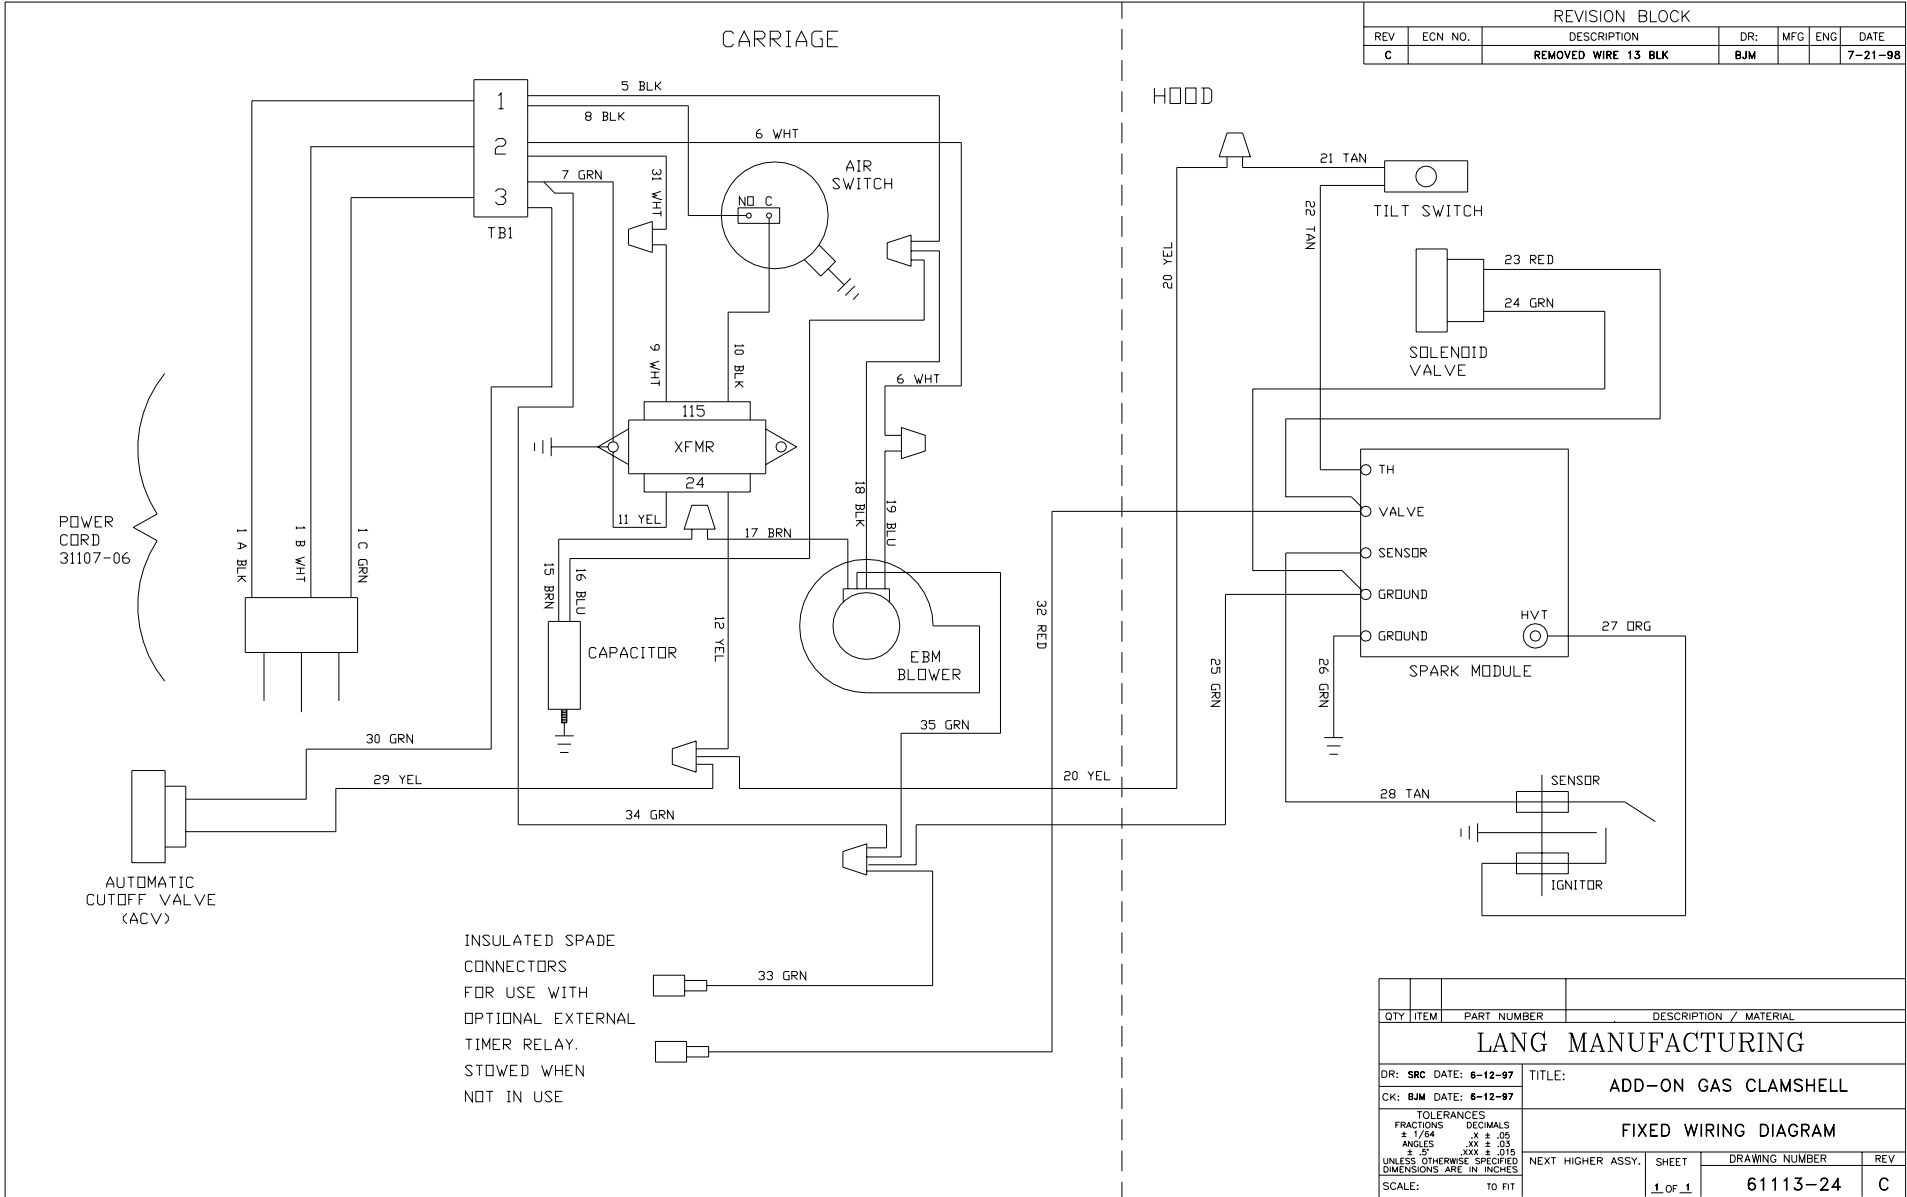 CARRIAGE
REVISION BLOCK
REV ECN NO. DESCRIPTION DR: MFG ENG DATE
C REMOVED WIRE 13 BLK BJM 7-21-98
HOOD
1
2
3
TB1
5 BLK
8 BLK
6 WHT
7 GRN
31 WHT
AIR
SWITCH
NO C
9 WHT
10 BLK
6 WHT
115
XFMR
24
11 YEL
12 YEL
17 BRN
18 BLK
19 BLU
15 BRN
16 BLU
CAPACITOR
EBM
BLOWER
POWER
CORD
31107-06
1 A BLK
1 B WHT
1 C GRN
30 GRN
29 YEL
34 GRN
35 GRN
20 YEL
33 GRN
AUTOMATIC
CUTOFF VALVE
(ACV)
INSULATED SPADE
CONNECTORS
FOR USE WITH
OPTIONAL EXTERNAL
TIMER RELAY.
STOWED WHEN
NOT IN USE
32 RED
20 YEL
21 TAN
22 TAN
TILT SWITCH
23 RED
24 GRN
SOLENOID
VALVE
TH
VALVE
SENSOR
GROUND
GROUND
HVT
SPARK MODULE
27 ORG
25 GRN
26 GRN
28 TAN
SENSOR
IGNITOR
QTY ITEM PART NUMBER DESCRIPTION / MATERIAL
LANG MANUFACTURING
DR: SRC DATE: 6-12-97
CK: BJM DATE: 6-12-97
TITLE: ADD-ON GAS CLAMSHELL
FIXED WIRING DIAGRAM
TOLERANCES
FRACTIONS DECIMALS
± 1/64 .X ± .05
ANGLES .XX ± .03
± .5° .XXX ± .015
UNLESS OTHERWISE SPECIFIED
DIMENSIONS ARE IN INCHES
SCALE: TO FIT
NEXT HIGHER ASSY. SHEET DRAWING NUMBER REV
1 OF 1 61113-24 C